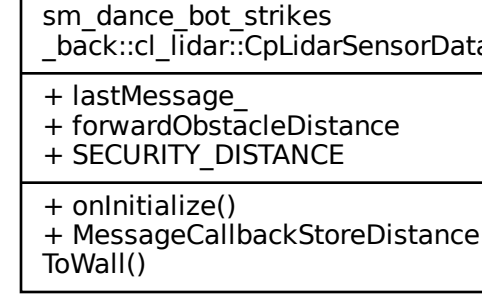 sm_dance_bot_strikes
_back::cl_lidar::CpLidarSensorData
+ lastMessage_
+ forwardObstacleDistance
+ SECURITY_DISTANCE
+ onInitialize()
+ MessageCallbackStoreDistance
ToWall()